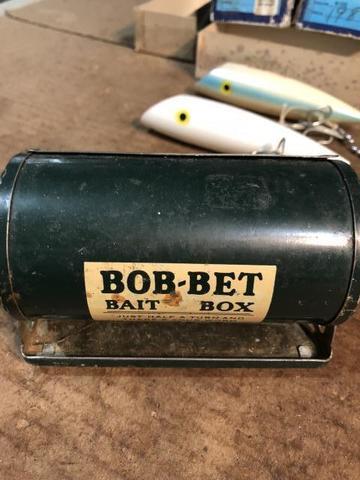 BOB-BET
BAIT BOX
JUST HALF A TURN AND